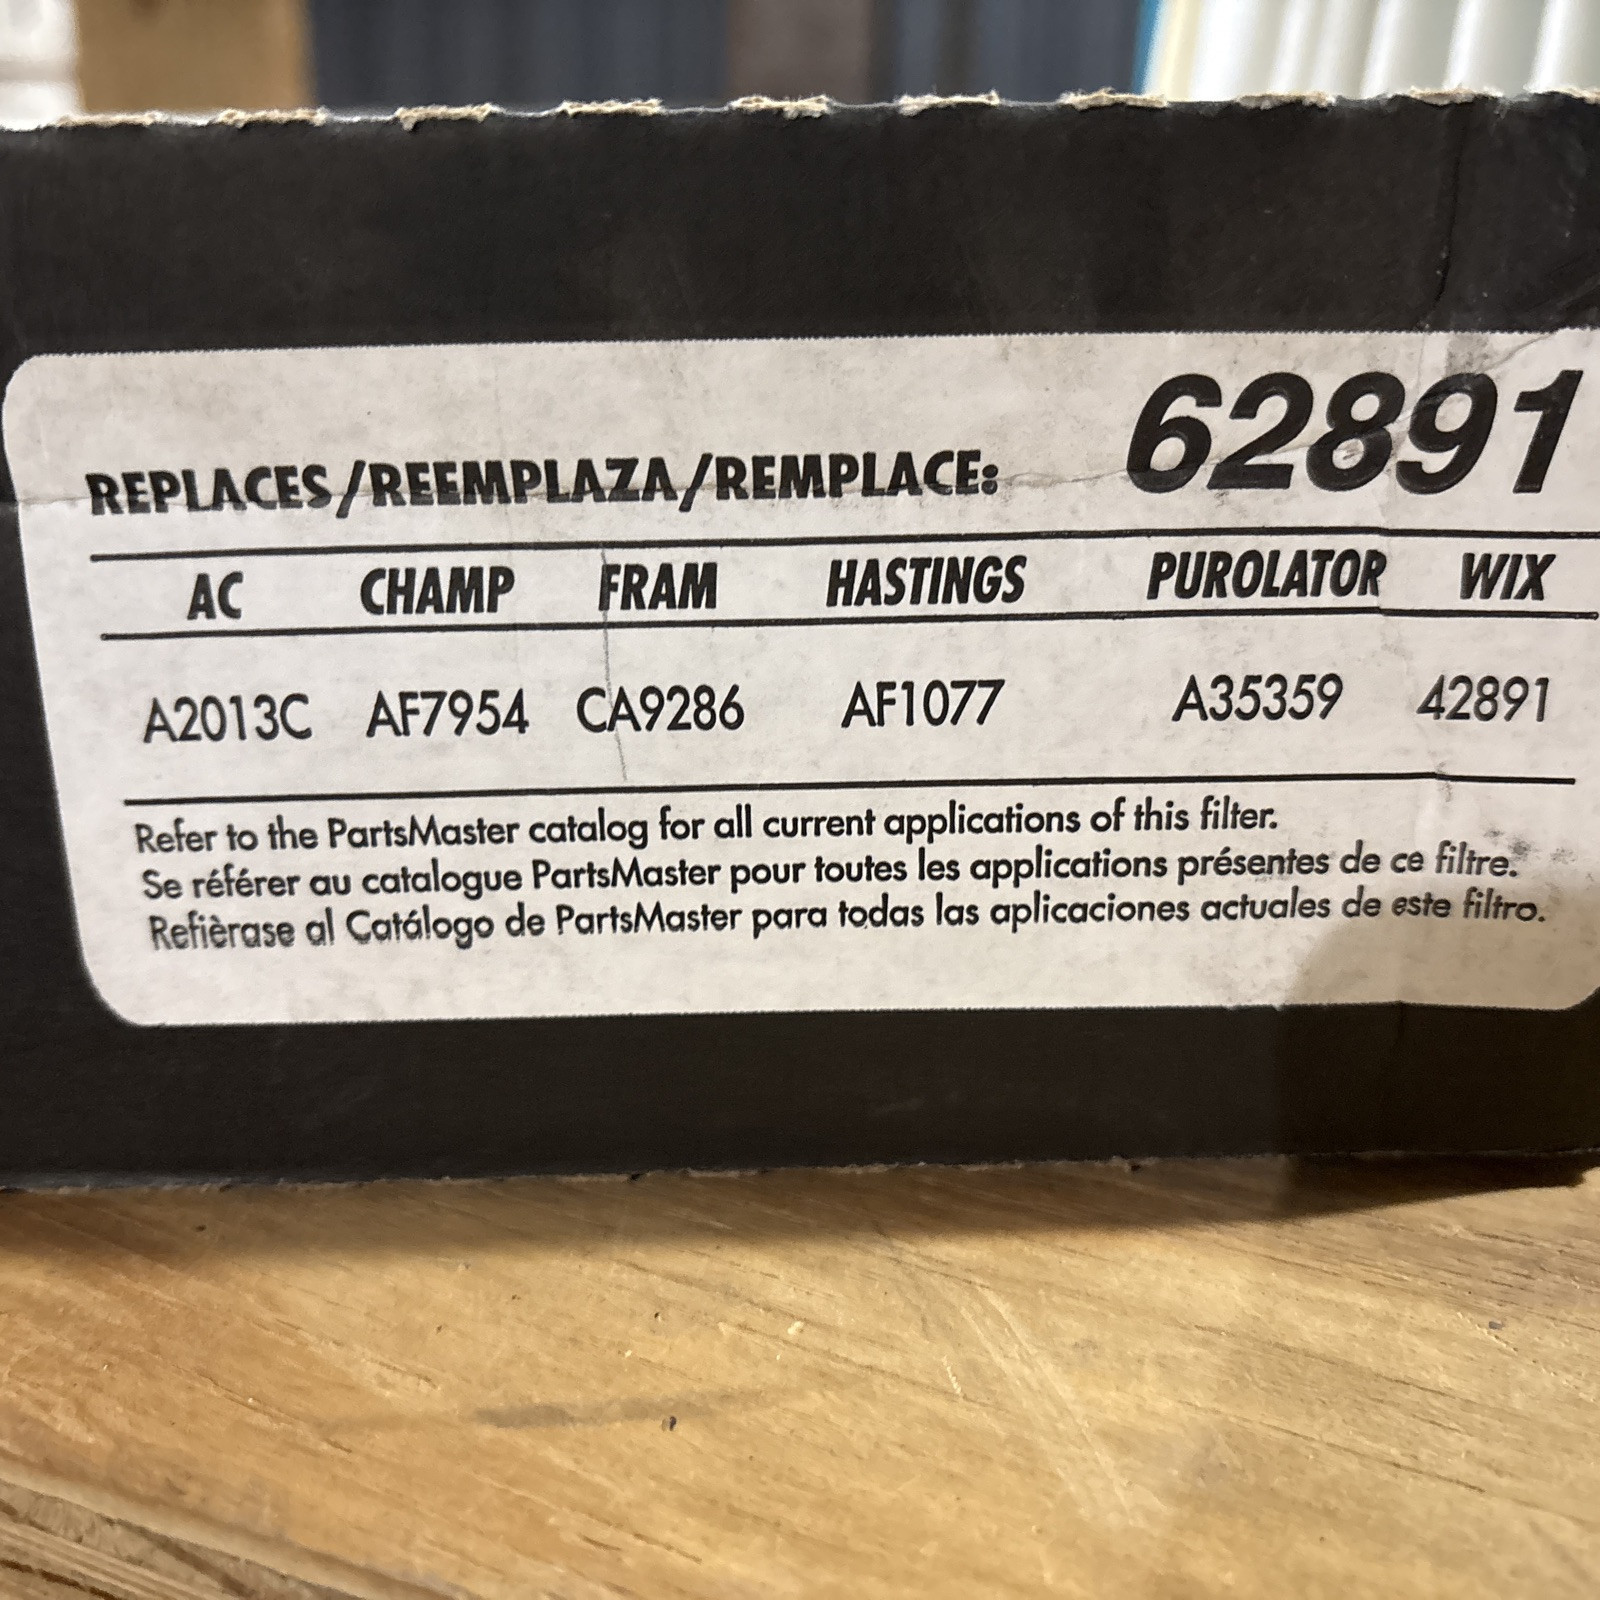 62891
REPLACES/REEMPLAZA/REMPLACE:
AC CHAMP FRAM HASTINGS PUROLATOR WIX
A2013C AF7954 CA9286 AF1077 A35359 42891
Refer to the PartsMaster catalog for all current applications of this filter.
Se référer au catalogue PartsMaster pour toutes les applications présentes de ce filtre.
Refièrase al Catálogo de PartsMaster para todas las aplicaciones actuales de este filtro.